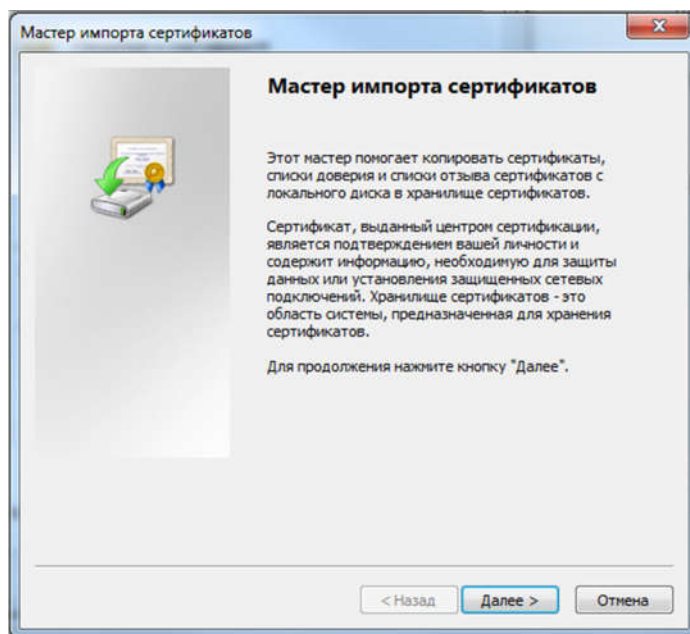 Мастер импорта сертификатов
Мастер импорта сертификатов
Этот мастер помогает копировать сертификаты,
списки доверия и списки отзыва сертификатов с
локального диска в хранилище сертификатов.
Сертификат, выданный центром сертификации,
является подтверждением вашей личности и
содержит информацию, необходимую для защиты
данных или установления защищенных сетевых
подключений. Хранилище сертификатов - это
область системы, предназначенная для хранения
сертификатов.
Для продолжения нажмите кнопку "Далее".
< Назад Далее > Отмена